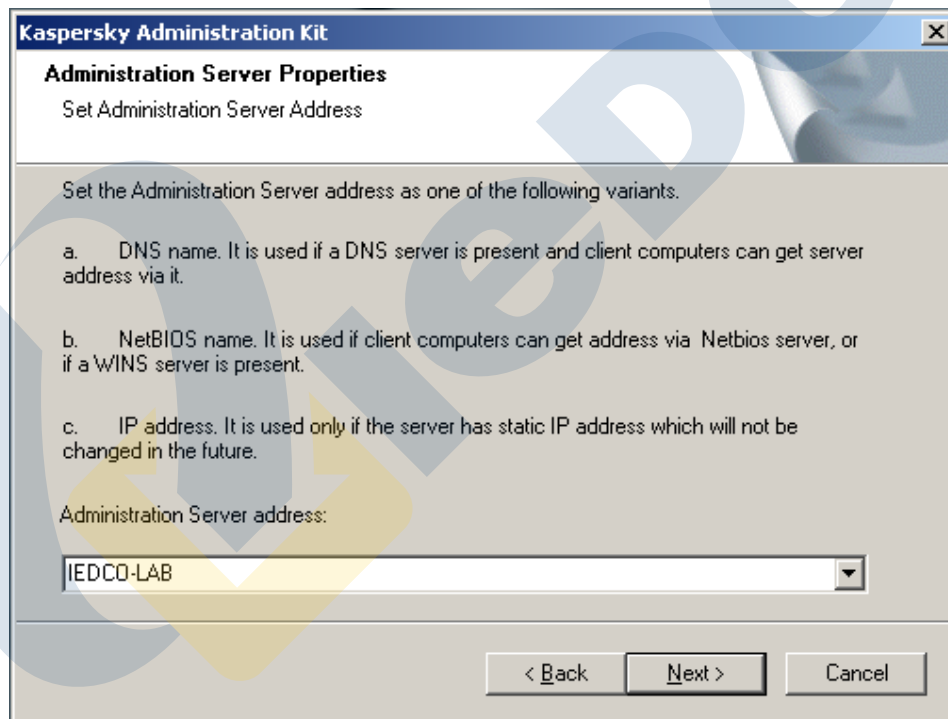 Kaspersky Administration Kit
Administration Server Properties
Set Administration Server Address
Set the Administration Server address as one of the following variants.
a. DNS name. It is used if a DNS server is present and client computers can get server
address via it.
b. NetBIOS name. It is used if client computers can get address via Netbios server, or
if a WINS server is present.
c. IP address. It is used only if the server has static IP address which will not be
changed in the future.
Administration Server address:
IEDCO-LAB
< Back
Next >
Cancel